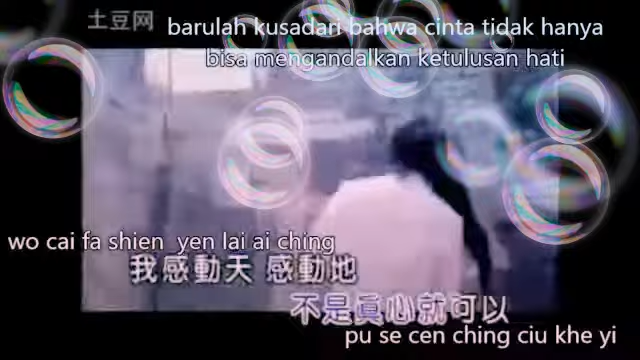 土豆网
barulah kusadari bahwa cinta tidak hanya
bisa mengandalkan ketulusan hati
wo cai fa shien yen lai ai ching
我感動天 感動地
不是真心就可以
pu se cen ching ciu khe yi